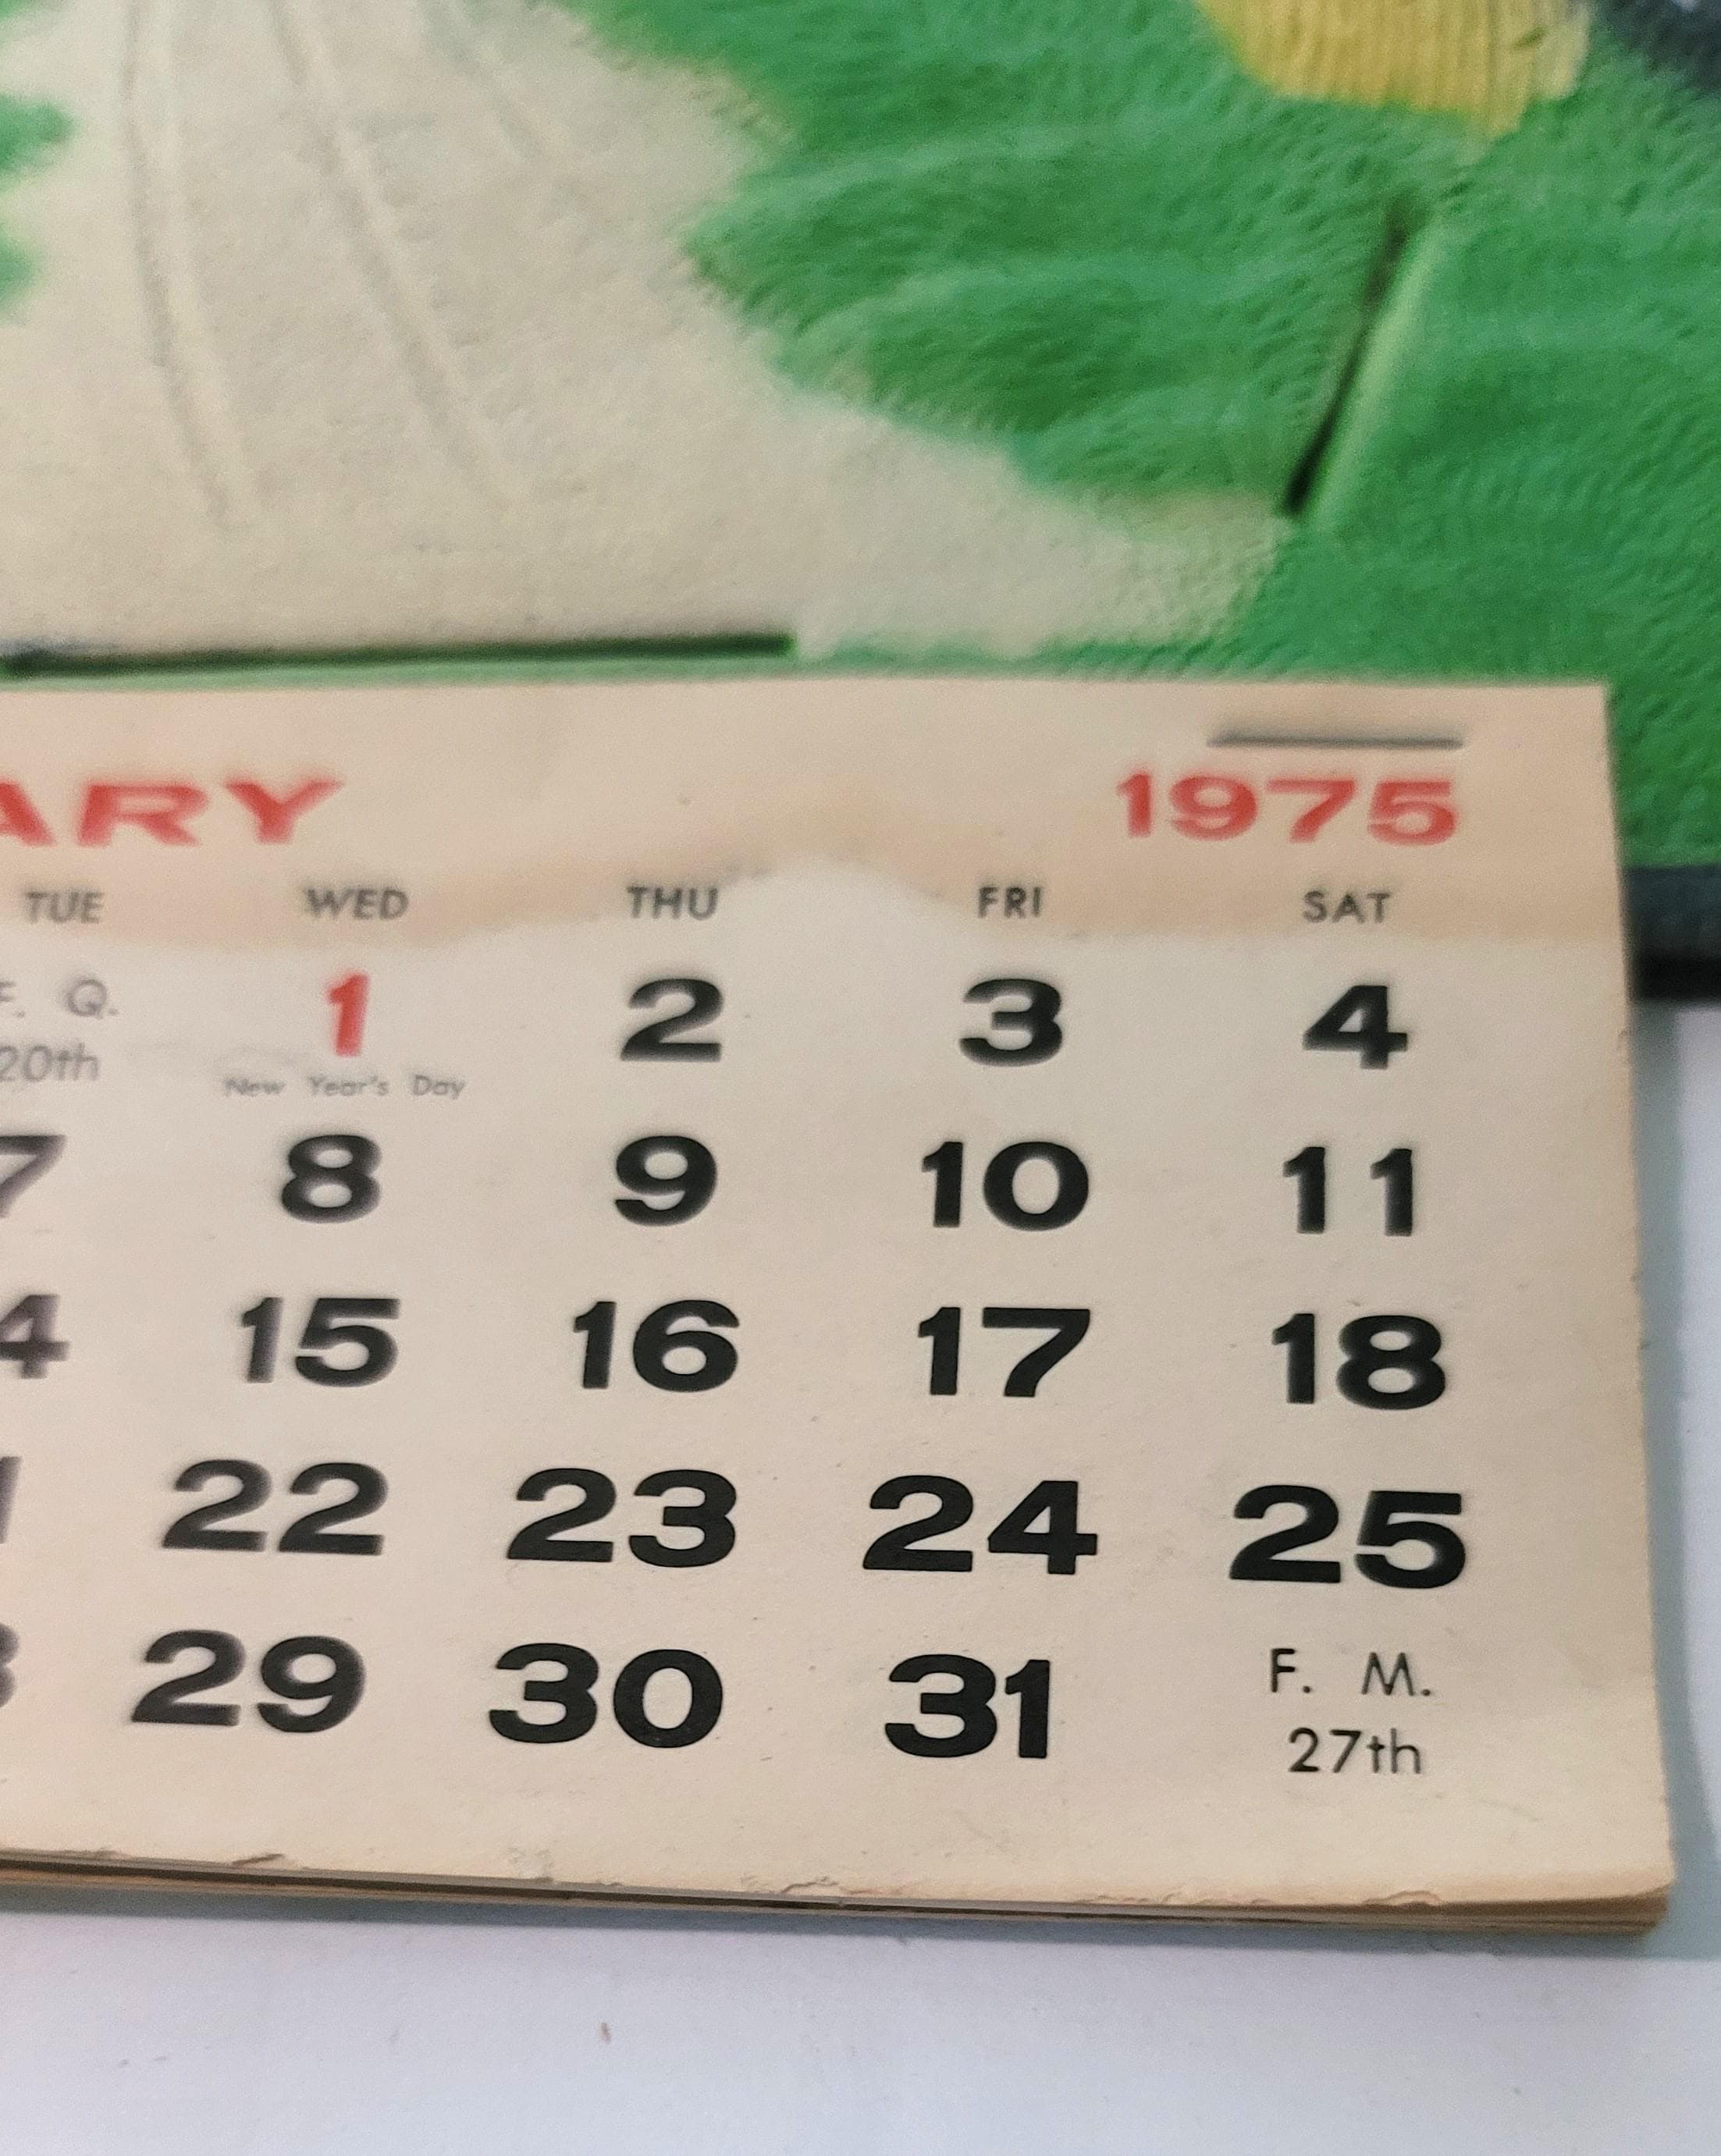 ARY 1975
TUE WED THU FRI SAT
F. Q. 1 2 3 4
20th New Year's Day
7 8 9 10 11
4 15 16 17 18
1 22 23 24 25
29 30 31 F. M.
27th